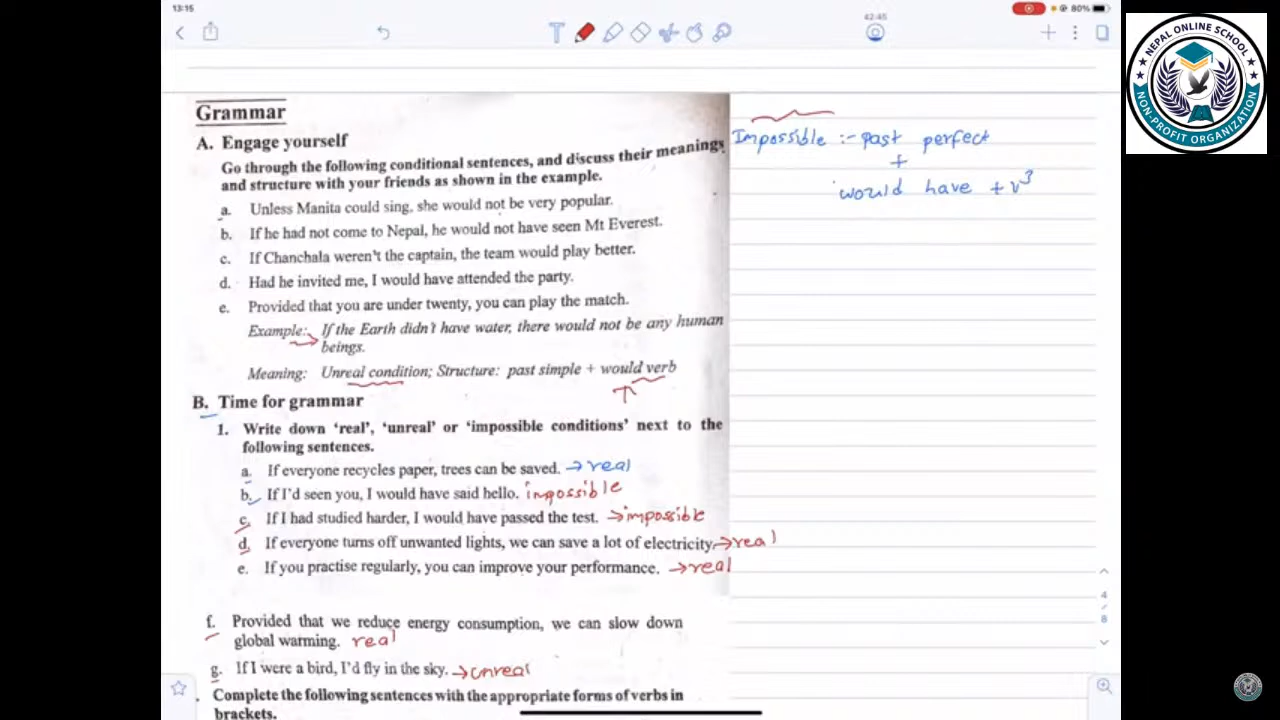 13:15
42:45
80%
NEPAL ONLINE SCHOOL
NON-PROFIT ORGANIZATION
Grammar
A. Engage yourself
Go through the following conditional sentences, and discuss their meanings
and structure with your friends as shown in the example.
a. Unless Manita could sing, she would not be very popular.
b. If he had not come to Nepal, he would not have seen Mt Everest.
c. If Chanchala weren't the captain, the team would play better.
d. Had he invited me, I would have attended the party.
e. Provided that you are under twenty, you can play the match.
Example: If the Earth didn't have water, there would not be any human
beings.
Meaning: Unreal condition; Structure: past simple + would verb
Impossible :- past perfect
+
would have + v3
B. Time for grammar
1. Write down 'real', 'unreal' or 'impossible conditions' next to the
following sentences.
a. If everyone recycles paper, trees can be saved. → real
b. If I'd seen you, I would have said hello. impossible
c. If I had studied harder, I would have passed the test. → impossible
d. If everyone turns off unwanted lights, we can save a lot of electricity. → real
e. If you practise regularly, you can improve your performance. → real
f. Provided that we reduce energy consumption, we can slow down
global warming. real
g. If I were a bird, I'd fly in the sky. → unreal
. Complete the following sentences with the appropriate forms of verbs in
brackets.
4
/
8